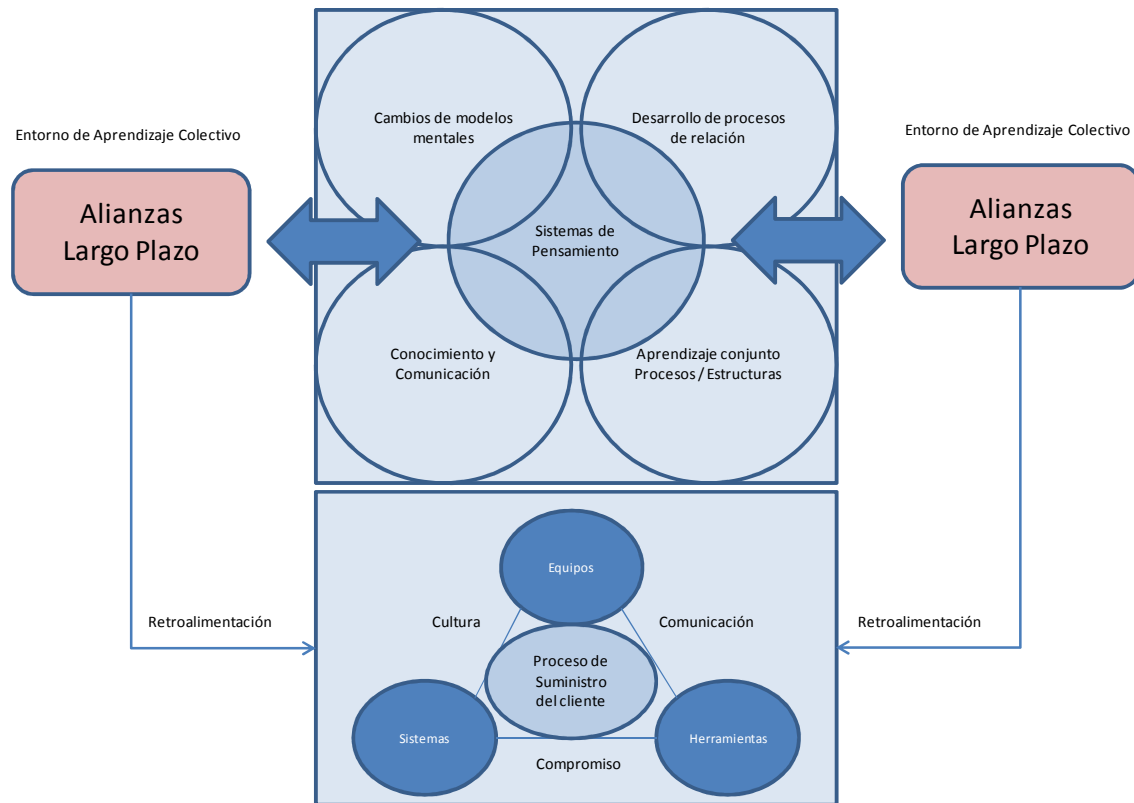 Cambios de modelos
mentales
Desarrollo de procesos
de relación
Entorno de Aprendizaje Colectivo
Entorno de Aprendizaje Colectivo
Alianzas
Largo Plazo
Sistemas de
Pensamiento
Alianzas
Largo Plazo
Conocimiento y
Comunicación
Aprendizaje conjunto
Procesos / Estructuras
Equipos
Retroalimentación
Cultura
Comunicación
Retroalimentación
Proceso de
Suministro
del cliente
Sistemas
Herramientas
Compromiso